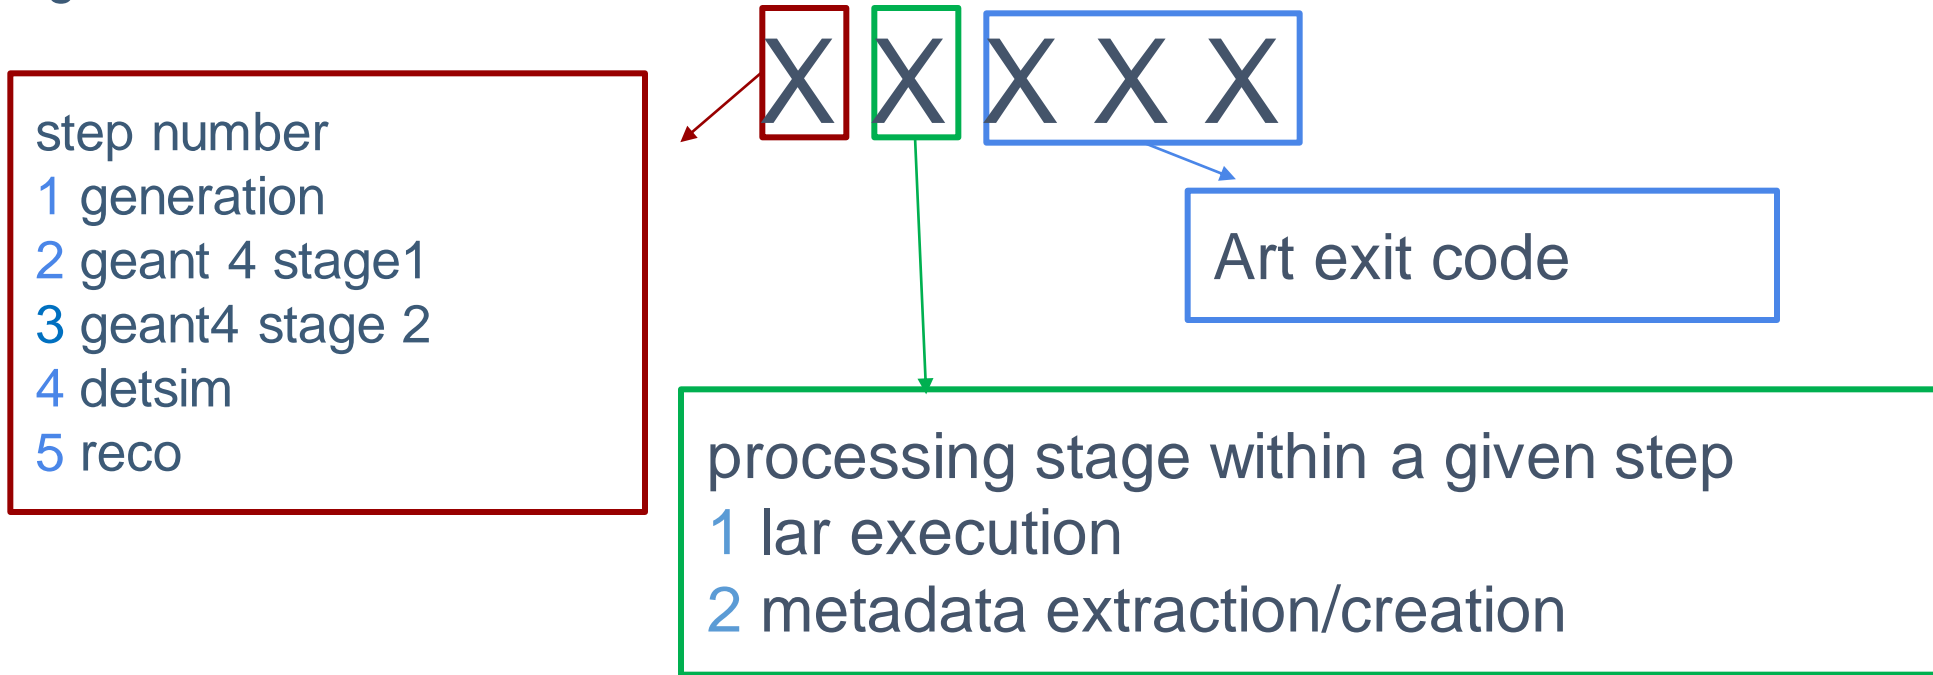 X X X X X
step number
1 generation
2 geant 4 stage1
3 geant4 stage 2
4 detsim
5 reco
Art exit code
processing stage within a given step
1 lar execution
2 metadata extraction/creation